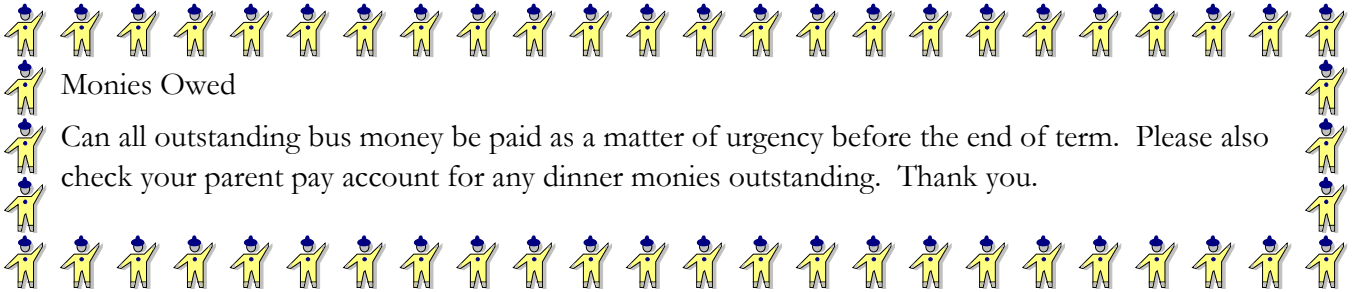 Monies Owed
Can all outstanding bus money be paid as a matter of urgency before the end of term.  Please also
check your parent pay account for any dinner monies outstanding.  Thank you.